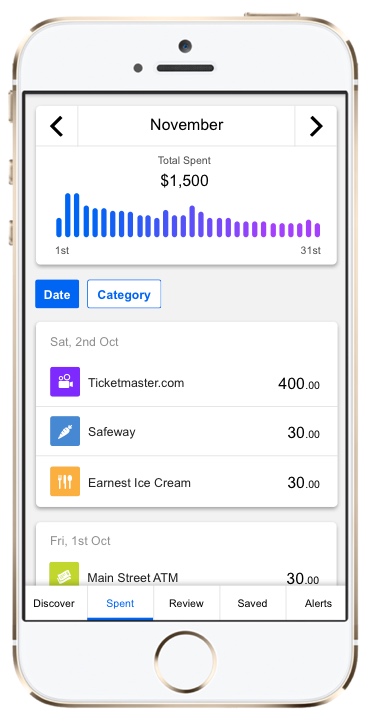 November
Total Spent
$1,500
1st 31st
Date Category
Sat, 2nd Oct
Ticketmaster.com 400.00
Safeway 30.00
Earnest Ice Cream 30.00
Fri, 1st Oct
Main Street ATM 30.00
Discover Spent Review Saved Alerts